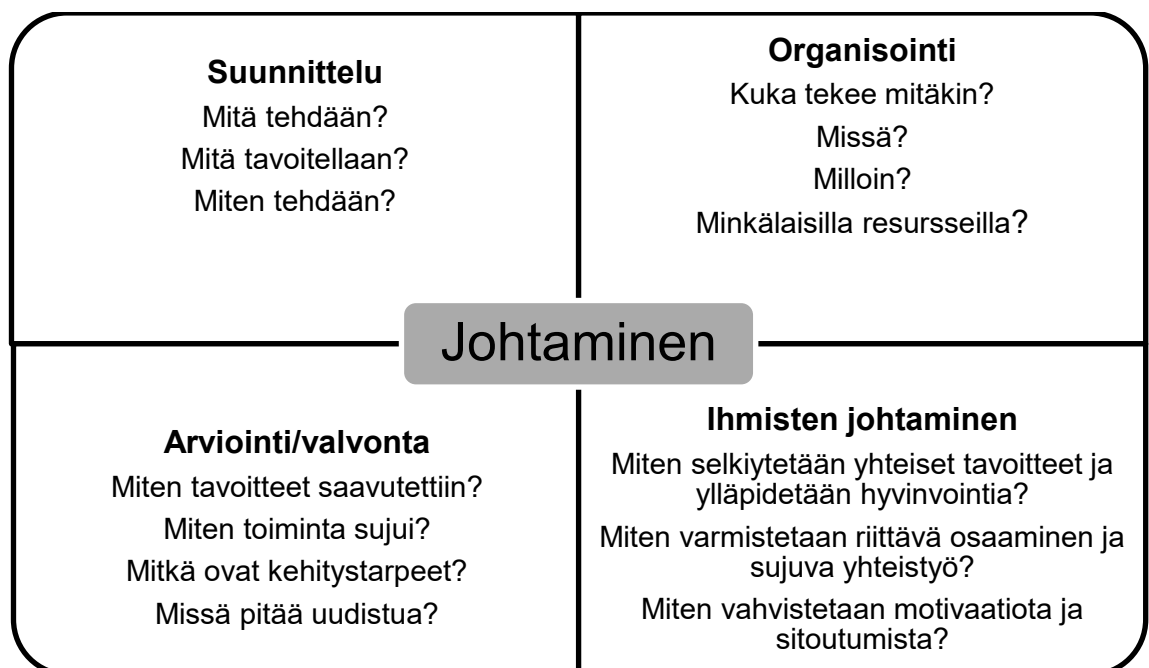 Suunnittelu
Mitä tehdään?
Mitä tavoitellaan?
Miten tehdään?
Organisointi
Kuka tekee mitäkin?
Missä?
Milloin?
Minkälaisilla resursseilla?
Johtaminen
Arviointi/valvonta
Miten tavoitteet saavutettiin?
Miten toiminta sujui?
Mitkä ovat kehitystarpeet?
Missä pitää uudistua?
Ihmisten johtaminen
Miten selkiytetään yhteiset tavoitteet ja
ylläpidetään hyvinvointia?
Miten varmistetaan riittävä osaaminen ja
sujuva yhteistyö?
Miten vahvistetaan motivaatiota ja
sitoutumista?